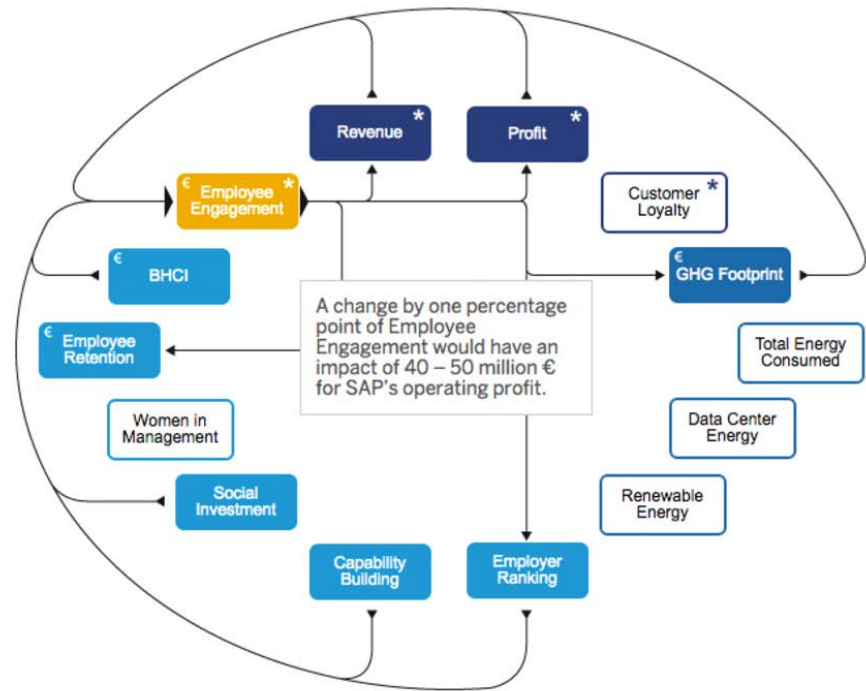 Revenue *
Profit *
€ Employee *
Engagement
Customer *
Loyalty
€ BHCI
€ GHG Footprint
A change by one percentage
point of Employee
Engagement would have an
impact of 40 – 50 million €
for SAP's operating profit.
€ Employee
Retention
Total Energy
Consumed
Women in
Management
Data Center
Energy
Social
Investment
Renewable
Energy
Capability
Building
Employer
Ranking